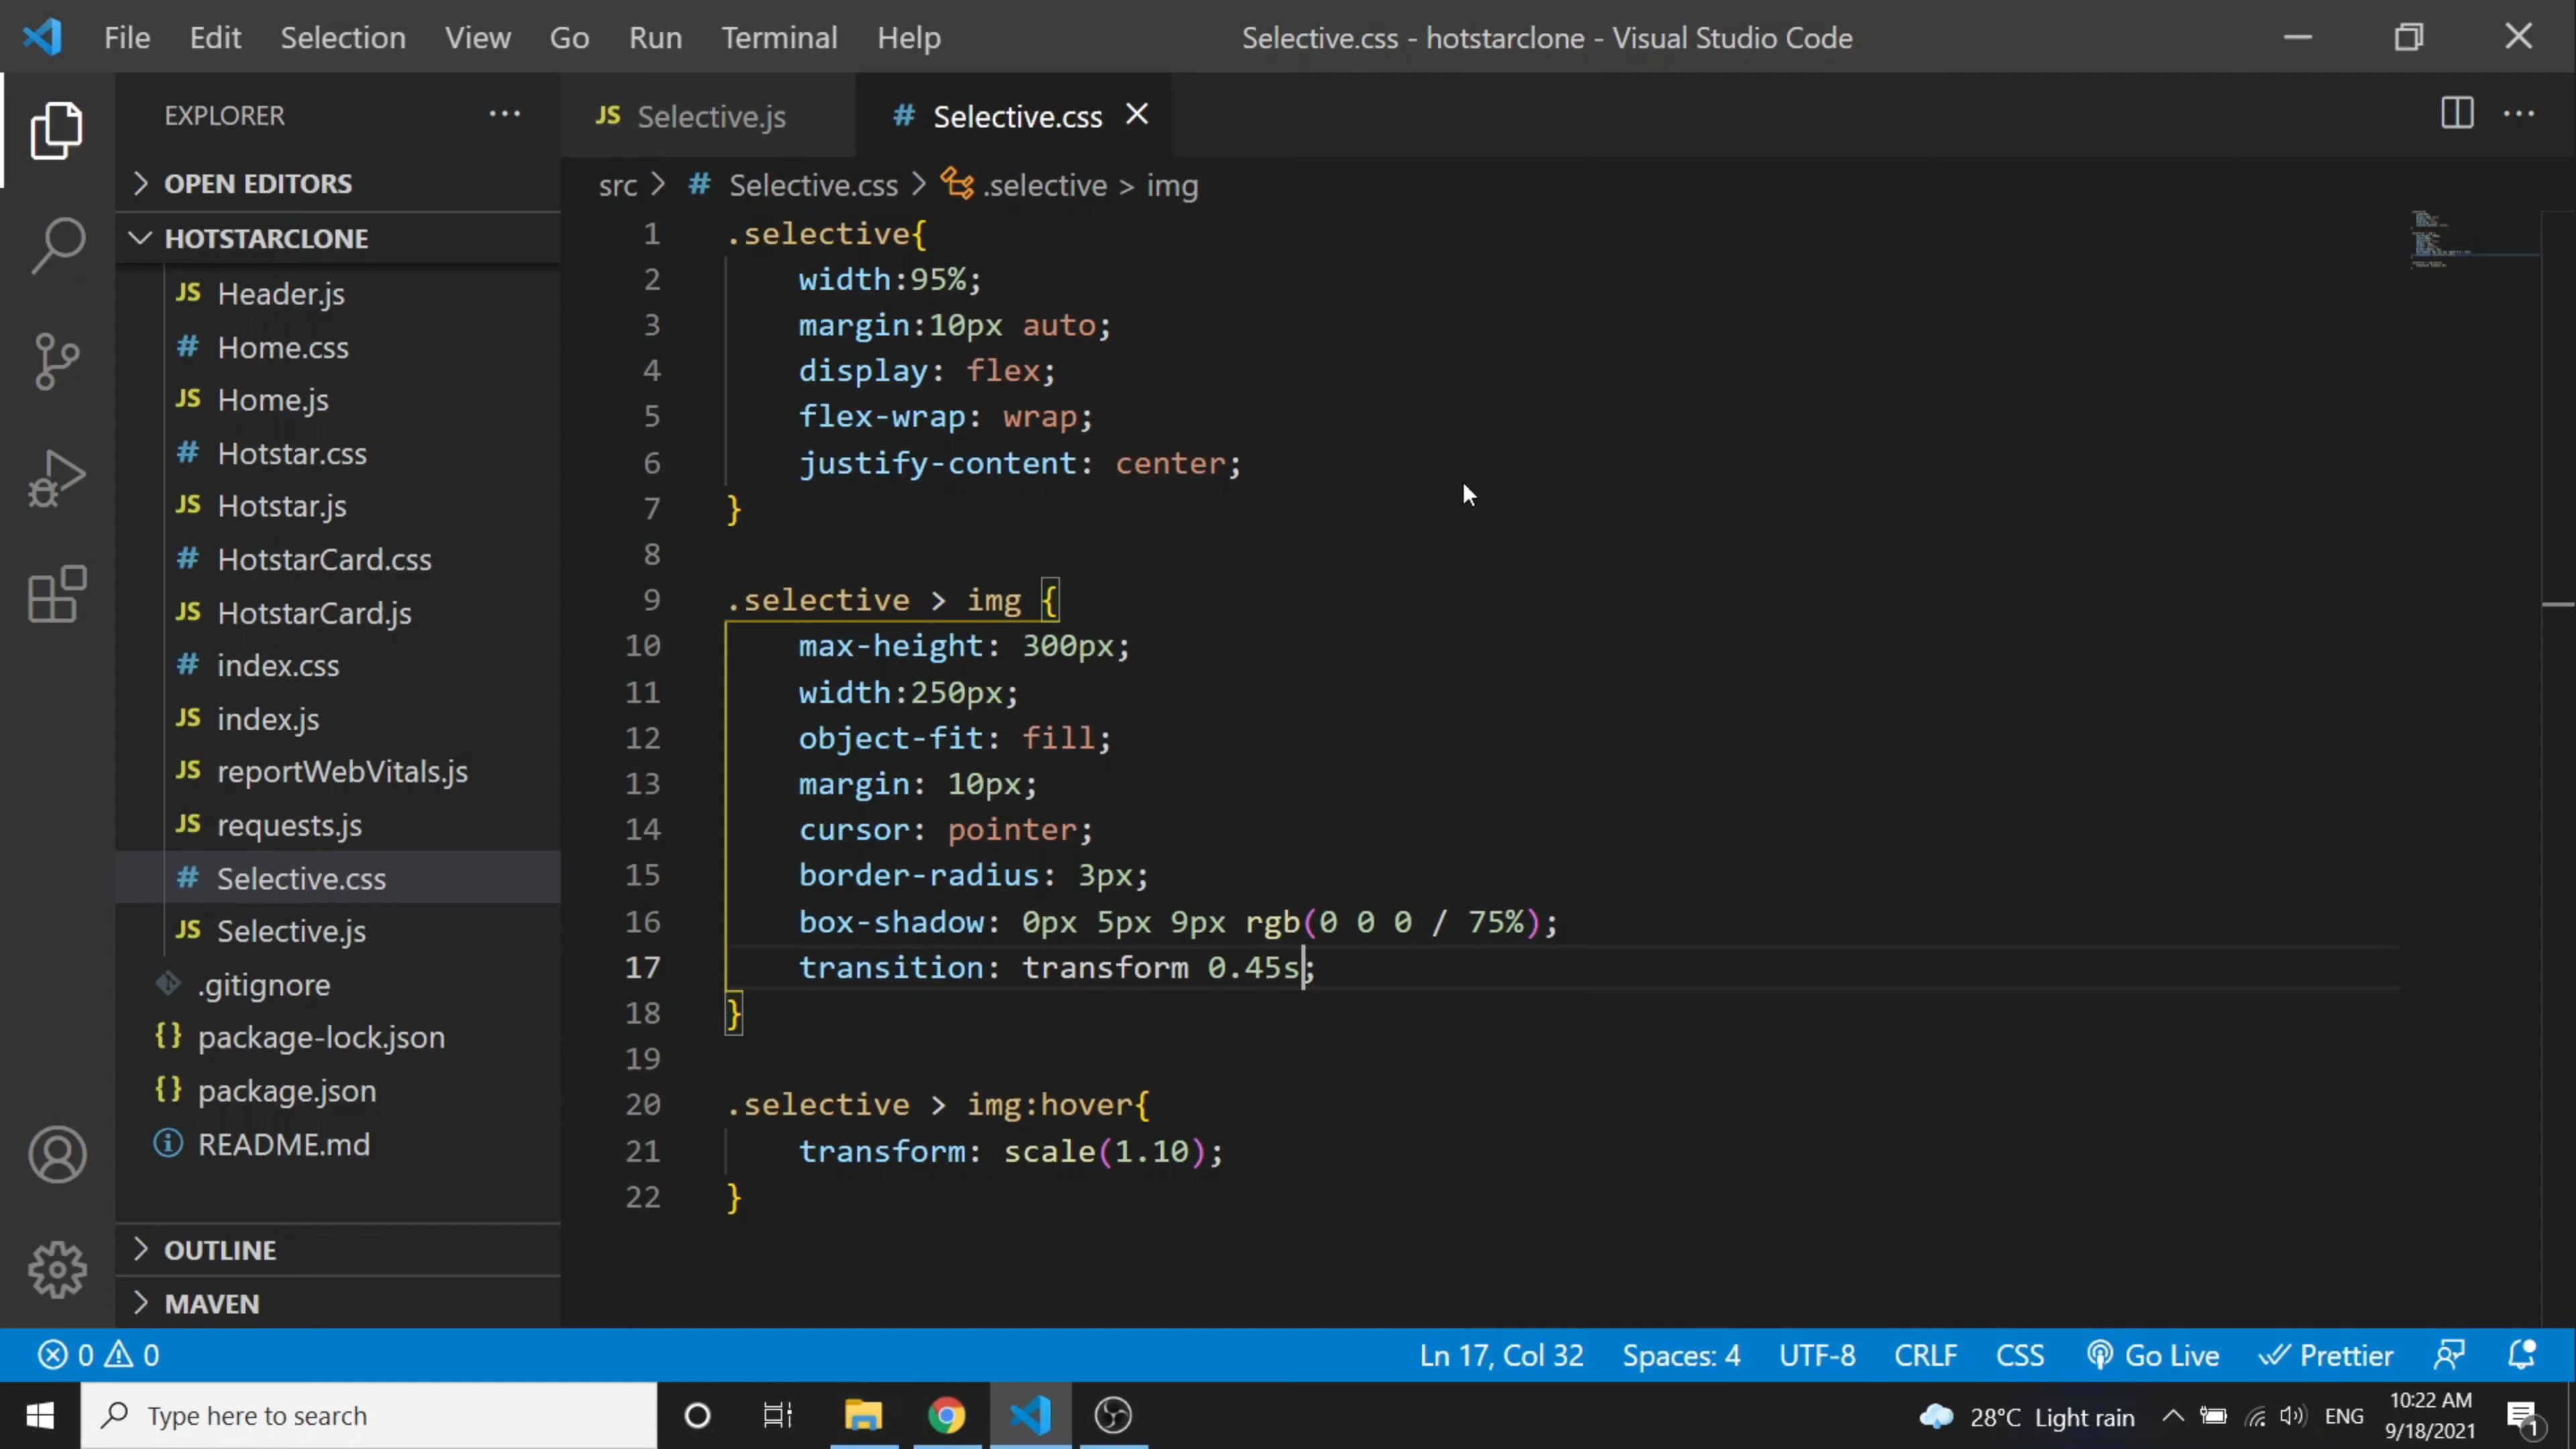 File Edit Selection View Go Run Terminal Help Selective.css - hotstarclone - Visual Studio Code
EXPLORER
OPEN EDITORS
HOTSTARCLONE
JS Header.js
# Home.css
JS Home.js
# Hotstar.css
JS Hotstar.js
# HotstarCard.css
JS HotstarCard.js
# index.css
JS index.js
JS reportWebVitals.js
JS requests.js
# Selective.css
JS Selective.js
.gitignore
{} package-lock.json
{} package.json
README.md
OUTLINE
MAVEN
JS Selective.js # Selective.css
src > # Selective.css > .selective > img
1 .selective{
2 width:95%;
3 margin:10px auto;
4 display: flex;
5 flex-wrap: wrap;
6 justify-content: center;
7 }
8
9 .selective > img {
10 max-height: 300px;
11 width:250px;
12 object-fit: fill;
13 margin: 10px;
14 cursor: pointer;
15 border-radius: 3px;
16 box-shadow: 0px 5px 9px rgb(0 0 0 / 75%);
17 transition: transform 0.45s;
18 }
19
20 .selective > img:hover{
21 transform: scale(1.10);
22 }
0 0 Ln 17, Col 32 Spaces: 4 UTF-8 CRLF CSS Go Live Prettier
Type here to search 28°C Light rain ENG 10:22 AM
9/18/2021 1